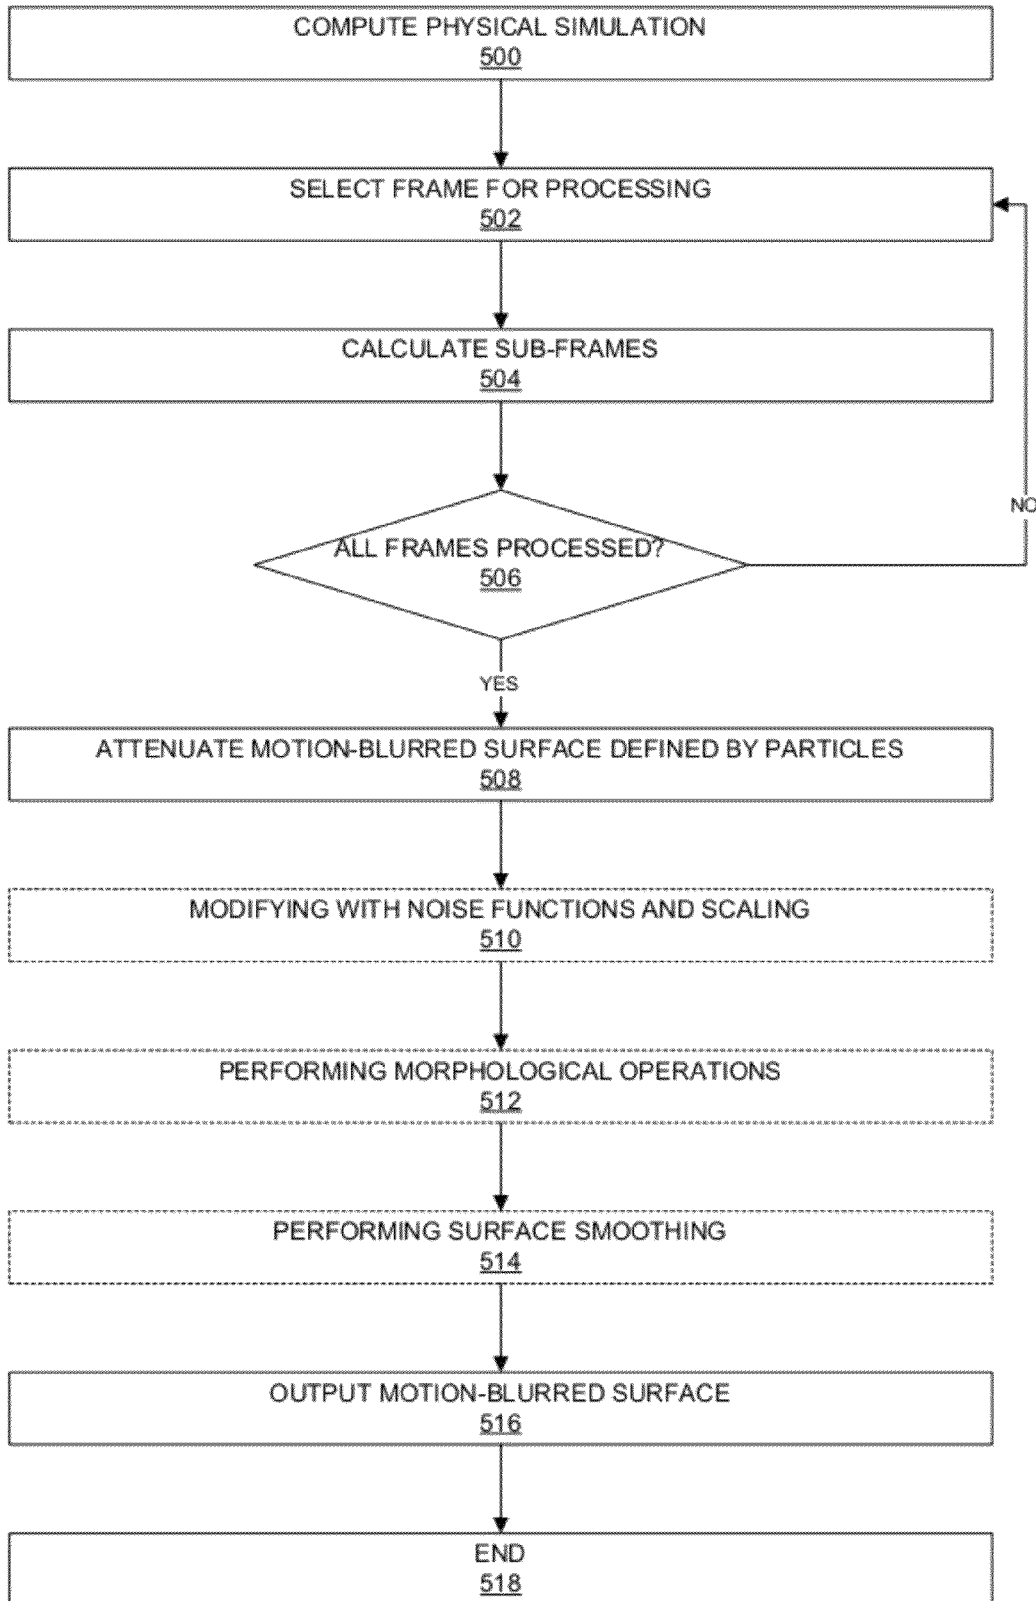 COMPUTE PHYSICAL SIMULATION
500
SELECT FRAME FOR PROCESSING
502
CALCULATE SUB-FRAMES
504
NO
ALL FRAMES PROCESSED?
506
YES
ATTENUATE MOTION-BLURRED SURFACE DEFINED BY PARTICLES
508
MODIFYING WITH NOISE FUNCTIONS AND SCALING
510
PERFORMING MORPHOLOGICAL OPERATIONS
512
PERFORMING SURFACE SMOOTHING
514
OUTPUT MOTION-BLURRED SURFACE
516
END
518